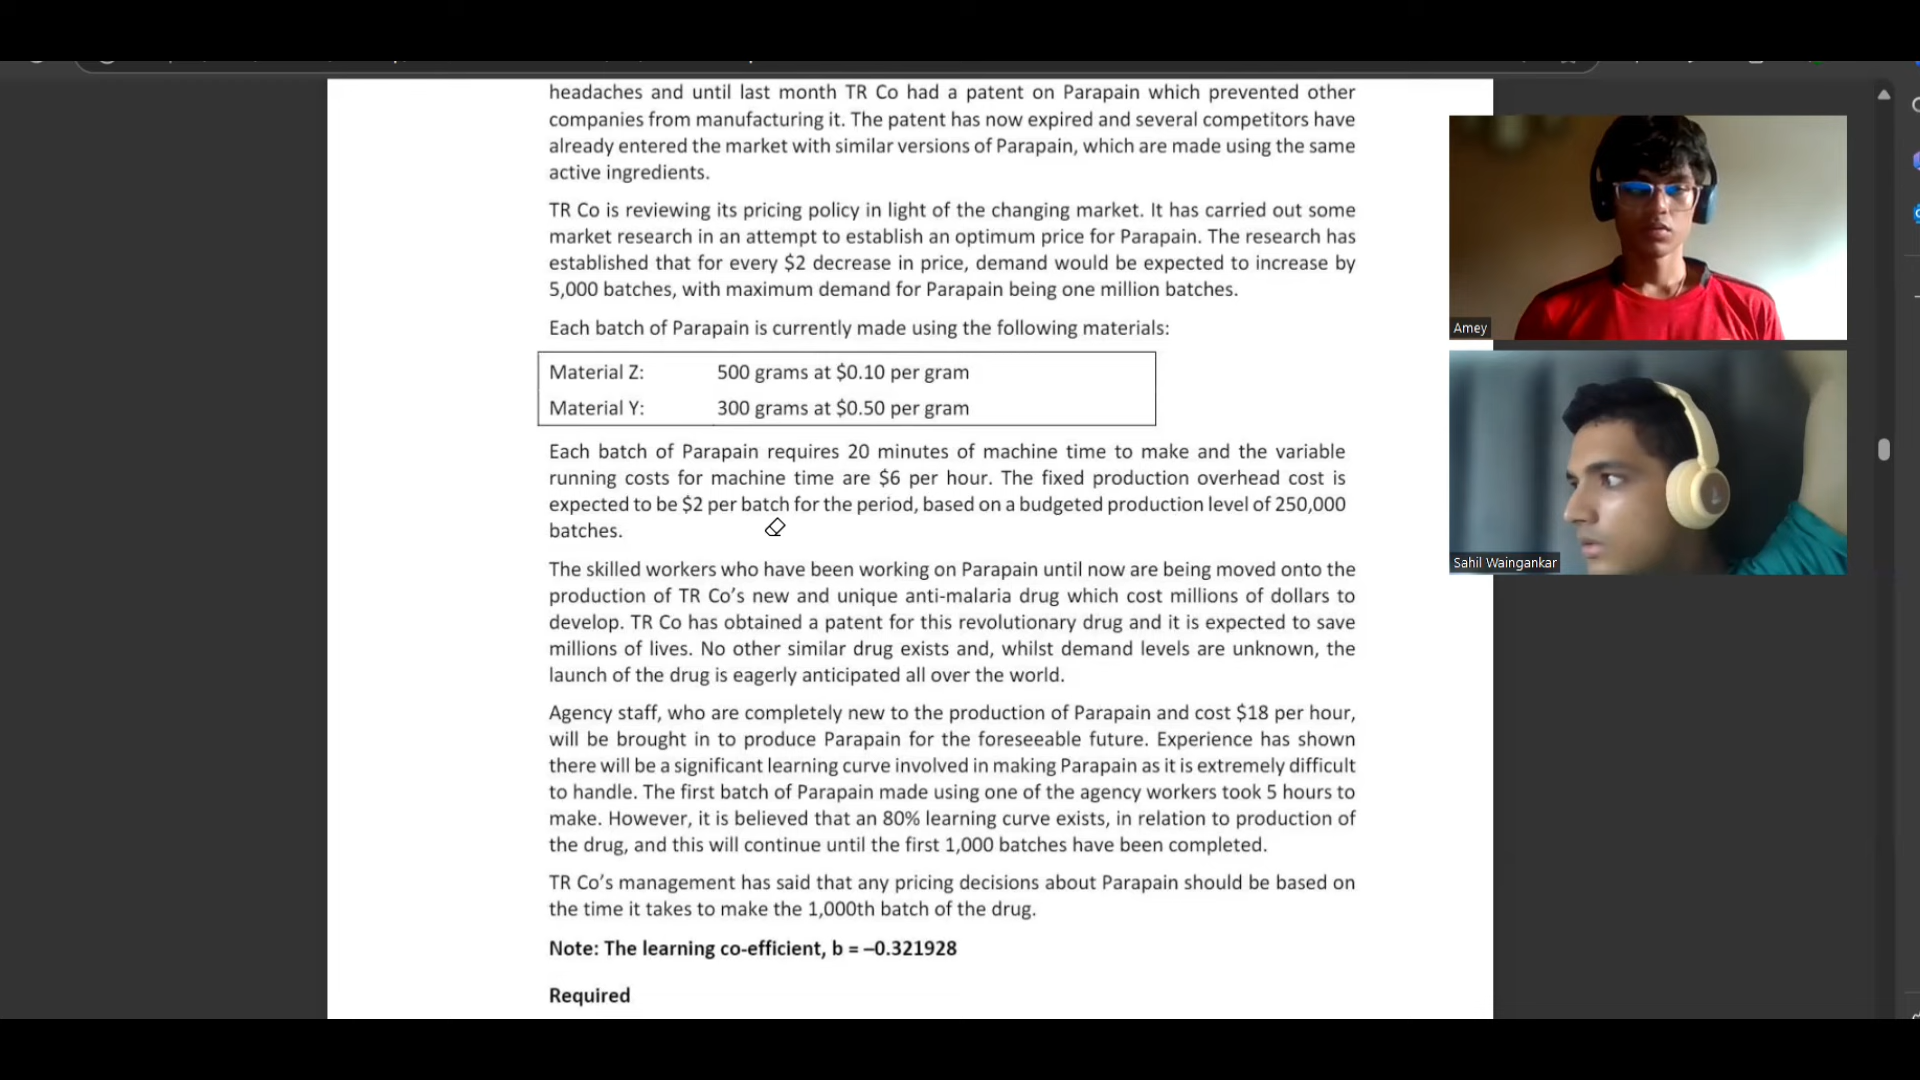 headaches and until last month TR Co had a patent on Parapain which prevented other
companies from manufacturing it. The patent has now expired and several competitors have
already entered the market with similar versions of Parapain, which are made using the same
active ingredients.
TR Co is reviewing its pricing policy in light of the changing market. It has carried out some
market research in an attempt to establish an optimum price for Parapain. The research has
established that for every $2 decrease in price, demand would be expected to increase by
5,000 batches, with maximum demand for Parapain being one million batches.
Each batch of Parapain is currently made using the following materials:
Material Z: 500 grams at $0.10 per gram
Material Y: 300 grams at $0.50 per gram
Each batch of Parapain requires 20 minutes of machine time to make and the variable
running costs for machine time are $6 per hour. The fixed production overhead cost is
expected to be $2 per batch for the period, based on a budgeted production level of 250,000
batches.
The skilled workers who have been working on Parapain until now are being moved onto the
production of TR Co’s new and unique anti-malaria drug which cost millions of dollars to
develop. TR Co has obtained a patent for this revolutionary drug and it is expected to save
millions of lives. No other similar drug exists and, whilst demand levels are unknown, the
launch of the drug is eagerly anticipated all over the world.
Agency staff, who are completely new to the production of Parapain and cost $18 per hour,
will be brought in to produce Parapain for the foreseeable future. Experience has shown
there will be a significant learning curve involved in making Parapain as it is extremely difficult
to handle. The first batch of Parapain made using one of the agency workers took 5 hours to
make. However, it is believed that an 80% learning curve exists, in relation to production of
the drug, and this will continue until the first 1,000 batches have been completed.
TR Co’s management has said that any pricing decisions about Parapain should be based on
the time it takes to make the 1,000th batch of the drug.
Note: The learning co-efficient, b = –0.321928
Required
Amey
Sahil Waingankar